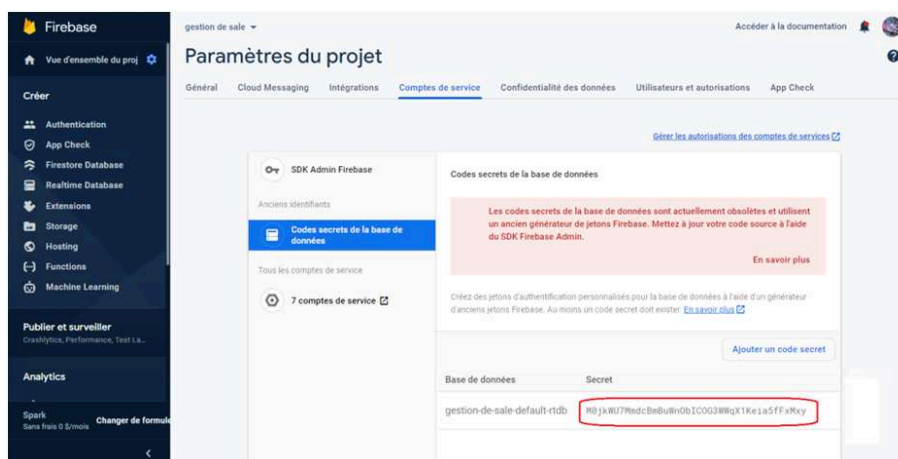 Firebase
gestion de sale
Accéder à la documentation
Vue d'ensemble du proj
Paramètres du projet
Général Cloud Messaging Intégrations Comptes de service Confidentialité des données Utilisateurs et autorisations App Check
Créer
Authentication
App Check
Firestore Database
Realtime Database
Extensions
Storage
Hosting
Functions
Machine Learning
Publier et surveiller
Crashlytics, Performance, Test La...
Analytics
Spark
Sans frais 0 $/mois
Changer de formule
Gérer les autorisations des comptes de services
SDK Admin Firebase
Anciens identifiants
Codes secrets de la base de
données
Tous les comptes de service
7 comptes de service
Codes secrets de la base de données
Les codes secrets de la base de données sont actuellement obsolètes et utilisent
un ancien générateur de jetons Firebase. Mettez à jour votre code source à l'aide
du SDK Firebase Admin.
En savoir plus
Créez des jetons d'authentification personnalisés pour la base de données à l'aide d'un générateur
d'anciens jetons Firebase. Au moins un code secret doit exister. En savoir plus
Ajouter un code secret
Base de données Secret
gestion-de-sale-default-rtdb